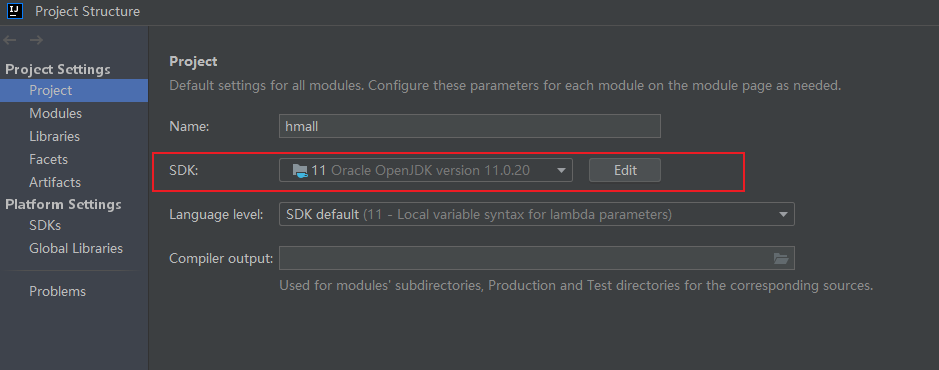 IJ Project Structure
Project Settings
Project
Modules
Libraries
Facets
Artifacts
Platform Settings
SDKs
Global Libraries
Problems
Project
Default settings for all modules. Configure these parameters for each module on the module page as needed.
Name: hmall
SDK: 11 Oracle OpenJDK version 11.0.20 Edit
Language level: SDK default (11 - Local variable syntax for lambda parameters)
Compiler output:
Used for modules' subdirectories, Production and Test directories for the corresponding sources.